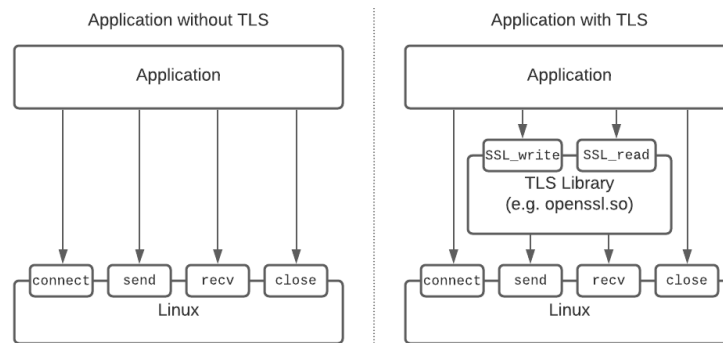 Application without TLS
Application
connect
send
recv
close
Linux
Application with TLS
Application
SSL_write
SSL_read
TLS Library
(e.g. openssl.so)
connect
send
recv
close
Linux